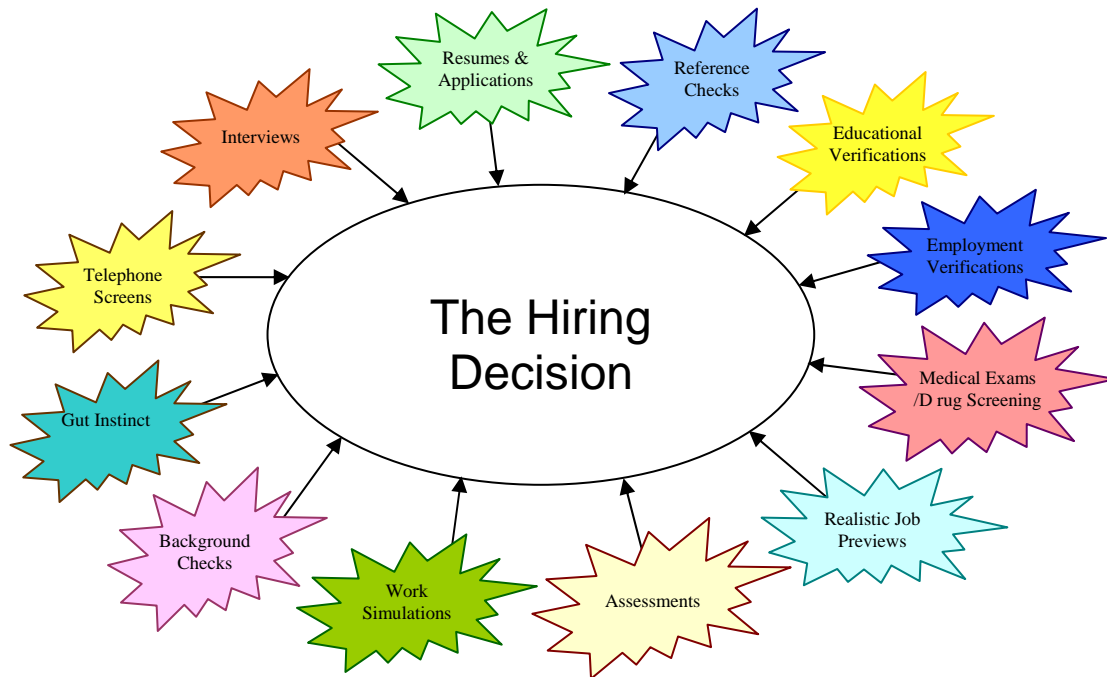 Resumes &
Applications
Reference
Checks
Interviews
Educational
Verifications
Employment
Verifications
Telephone
Screens
The Hiring
Decision
Medical Exams
/D rug Screening
Gut Instinct
Realistic Job
Previews
Background
Checks
Work
Simulations
Assessments